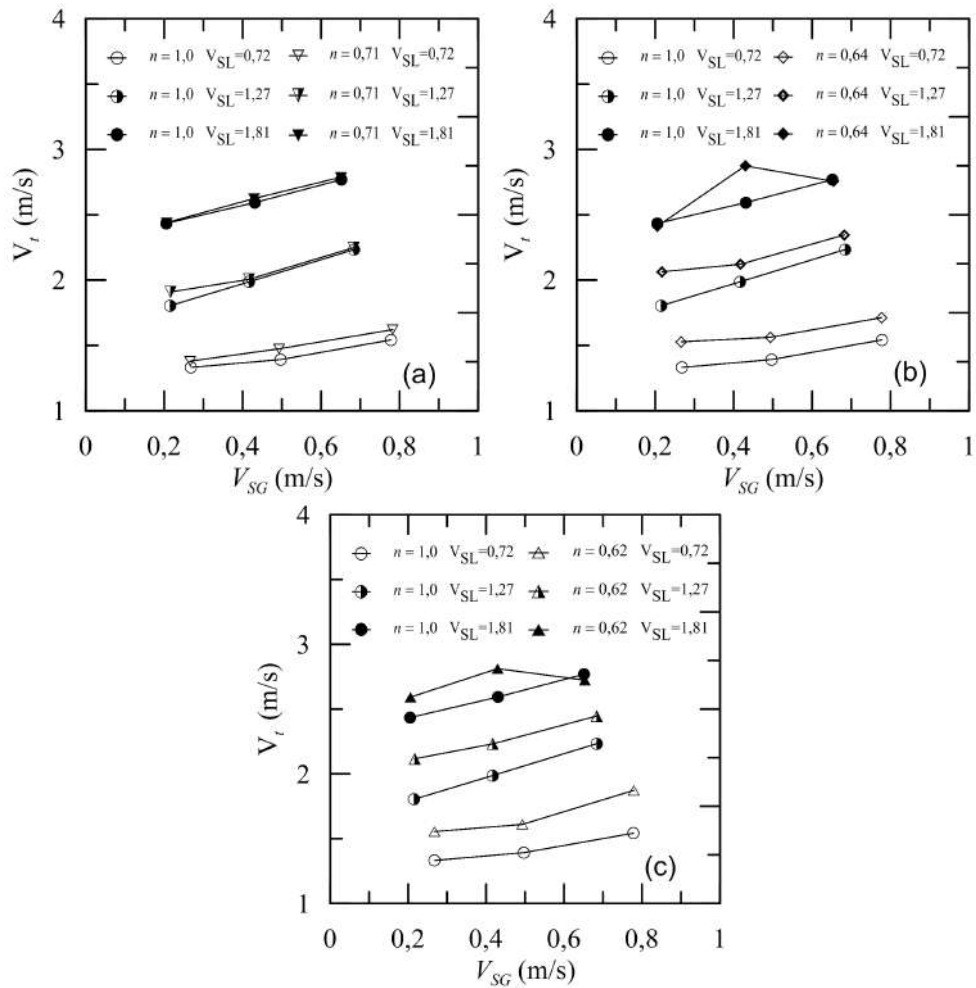 4
n = 1,0 V_SL=0,72 n = 0,71 V_SL=0,72
n = 1,0 V_SL=1,27 n = 0,71 V_SL=1,27
n = 1,0 V_SL=1,81 n = 0,71 V_SL=1,81
3
V_t (m/s)
2
(a)
1
0 0,2 0,4 0,6 0,8 1
V_SG (m/s)
4
n = 1,0 V_SL=0,72 n = 0,64 V_SL=0,72
n = 1,0 V_SL=1,27 n = 0,64 V_SL=1,27
n = 1,0 V_SL=1,81 n = 0,64 V_SL=1,81
3
V_t (m/s)
2
(b)
1
0 0,2 0,4 0,6 0,8 1
V_SG (m/s)
4
n = 1,0 V_SL=0,72 n = 0,62 V_SL=0,72
n = 1,0 V_SL=1,27 n = 0,62 V_SL=1,27
n = 1,0 V_SL=1,81 n = 0,62 V_SL=1,81
3
V_t (m/s)
2
(c)
1
0 0,2 0,4 0,6 0,8 1
V_SG (m/s)